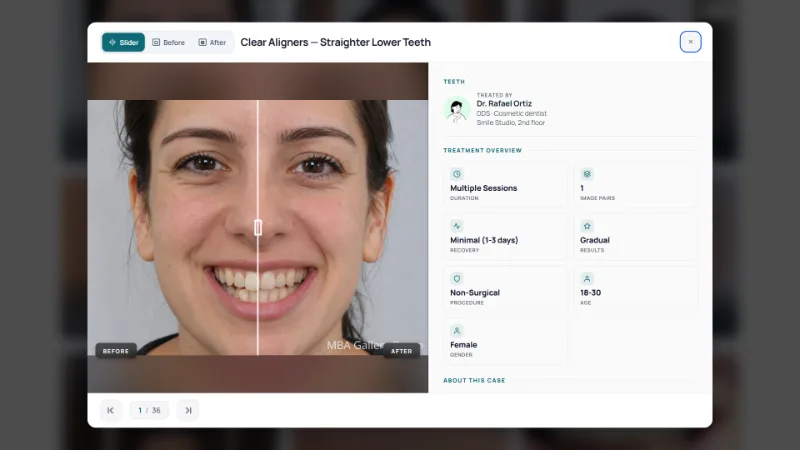 Slider
Before
After
Clear Aligners — Straighter Lower Teeth
×
TEETH
TREATED BY
Dr. Rafael Ortiz
DDS · Cosmetic dentist
Smile Studio, 2nd floor
TREATMENT OVERVIEW
Multiple Sessions
DURATION
1
IMAGE PAIRS
Minimal (1-3 days)
RECOVERY
Gradual
RESULTS
Non-Surgical
PROCEDURE
18-30
AGE
Female
GENDER
ABOUT THIS CASE
BEFORE
MBA
AFTER
1 / 36